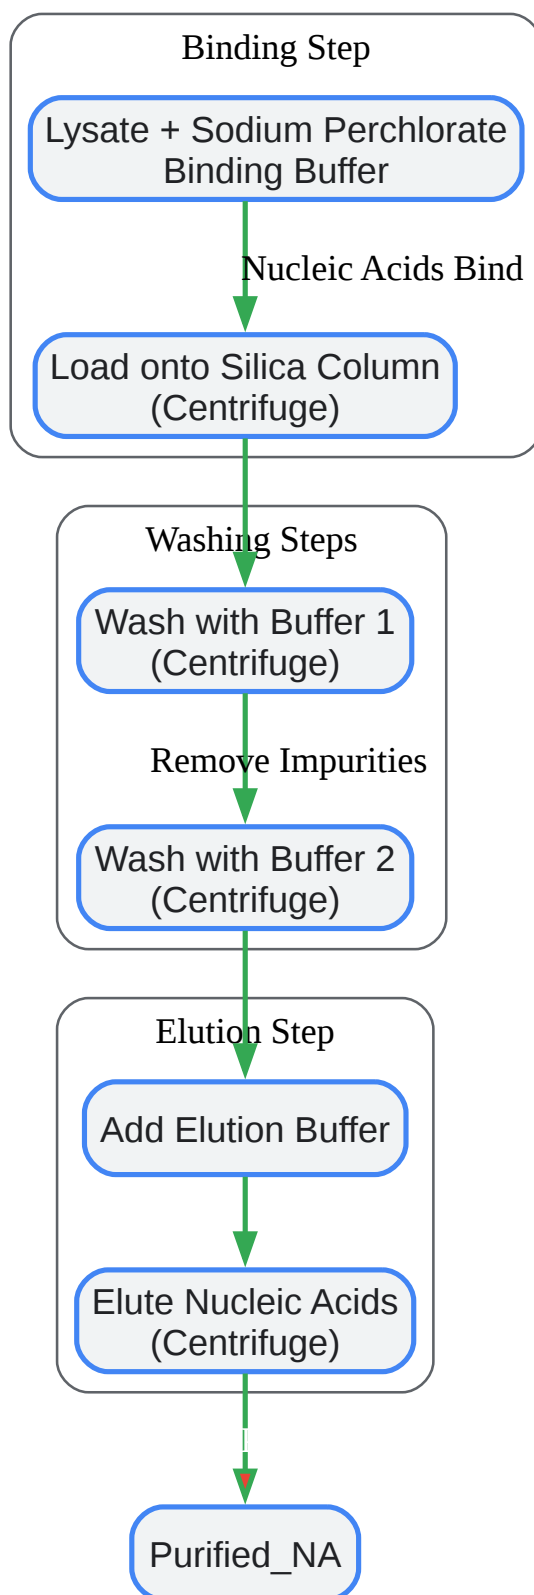 Binding Step
Lysate + Sodium Perchlorate
Binding Buffer
Nucleic Acids Bind
Load onto Silica Column
(Centrifuge)
Washing Steps
Wash with Buffer 1
(Centrifuge)
Remove Impurities
Wash with Buffer 2
(Centrifuge)
Elution Step
Add Elution Buffer
Elute Nucleic Acids
(Centrifuge)
Purified_NA